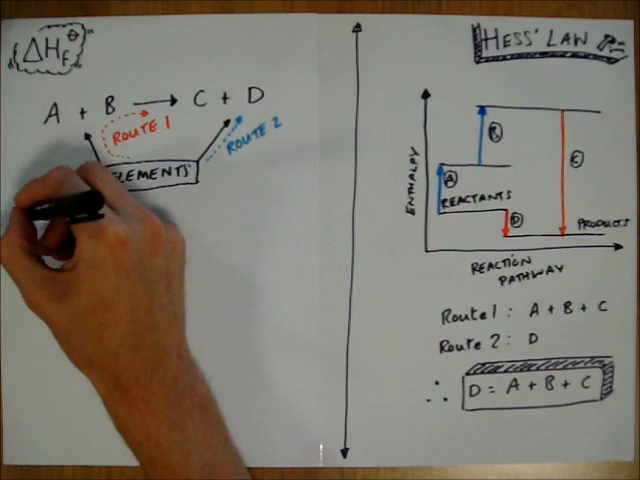 ΔHf⊖
A + B → C + D
ROUTE 1
ROUTE 2
ELEMENTS
HESS' LAW
ENTHALPY
B
A
C
REACTANTS
D
PRODUCTS
REACTION
PATHWAY
Route 1 : A + B + C
Route 2 : D
∴ D = A + B + C